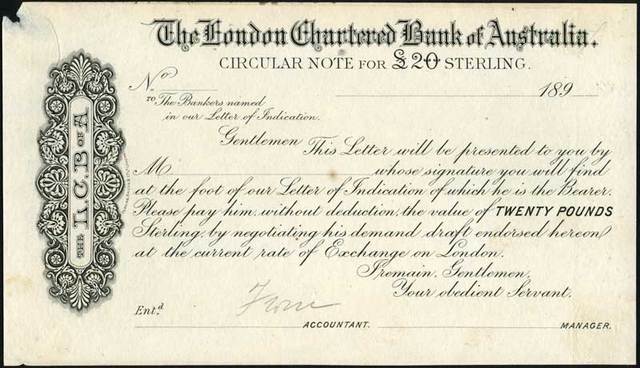 The London Chartered Bank of Australia.
CIRCULAR NOTE FOR £20 STERLING.
No 189
To The Bankers named
in our Letter of Indication.
Gentlemen This Letter will be presented to you by
M whose signature you will find
at the foot of our Letter of Indication of which he is the Bearer.
Please pay him, without deduction, the value of TWENTY POUNDS
Sterling, by negotiating his demand draft endorsed hereon
at the current rate of Exchange on London.
I remain, Gentlemen,
Your obedient Servant.
Ent.d
ACCOUNTANT. MANAGER.
THE L.C.B OF A